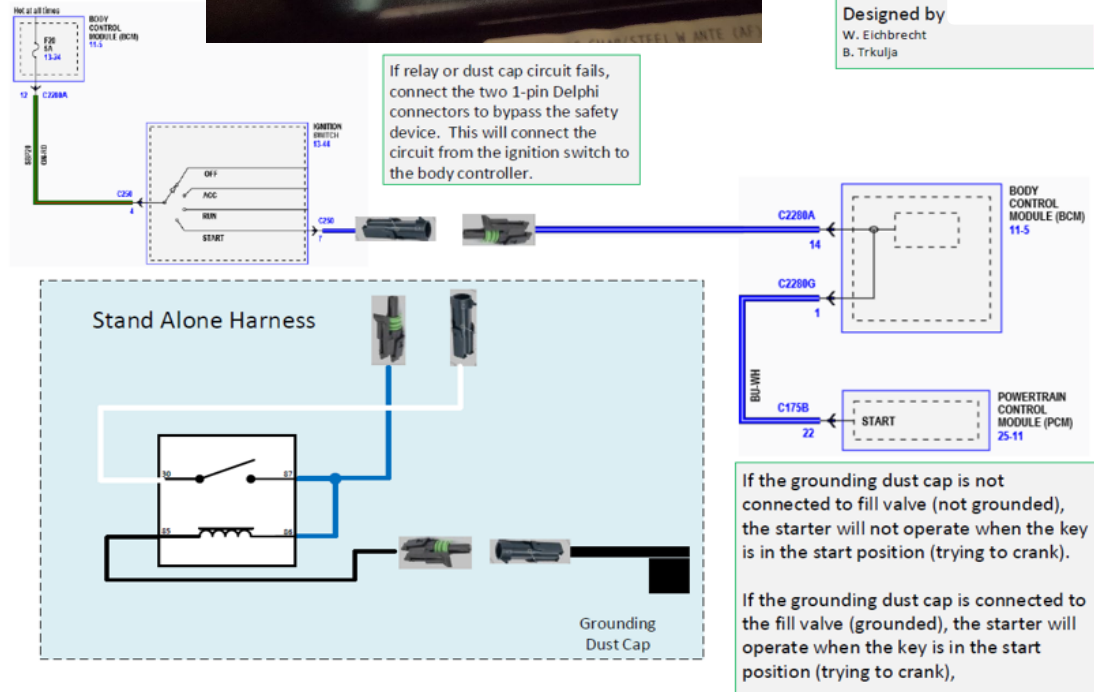 Hot at all times
BODY
CONTROL
MODULE (BCM)
11-5
F20
5A
13-24
12 C2280A
GN-RD
C250
4
IGNITION
SWITCH
13-44
OFF
ACC
RUN
START
C250
7
If relay or dust cap circuit fails,
connect the two 1-pin Delphi
connectors to bypass the safety
device. This will connect the
circuit from the ignition switch to
the body controller.
Designed by
W. Eichbrecht
B. Trkulja
C2280A
14
BODY
CONTROL
MODULE (BCM)
11-5
C2280G
1
BU-WH
C175B
22
START
POWERTRAIN
CONTROL
MODULE (PCM)
25-11
Stand Alone Harness
30
87
85
86
Grounding
Dust Cap
If the grounding dust cap is not
connected to fill valve (not grounded),
the starter will not operate when the key
is in the start position (trying to crank).
If the grounding dust cap is connected to
the fill valve (grounded), the starter will
operate when the key is in the start
position (trying to crank),